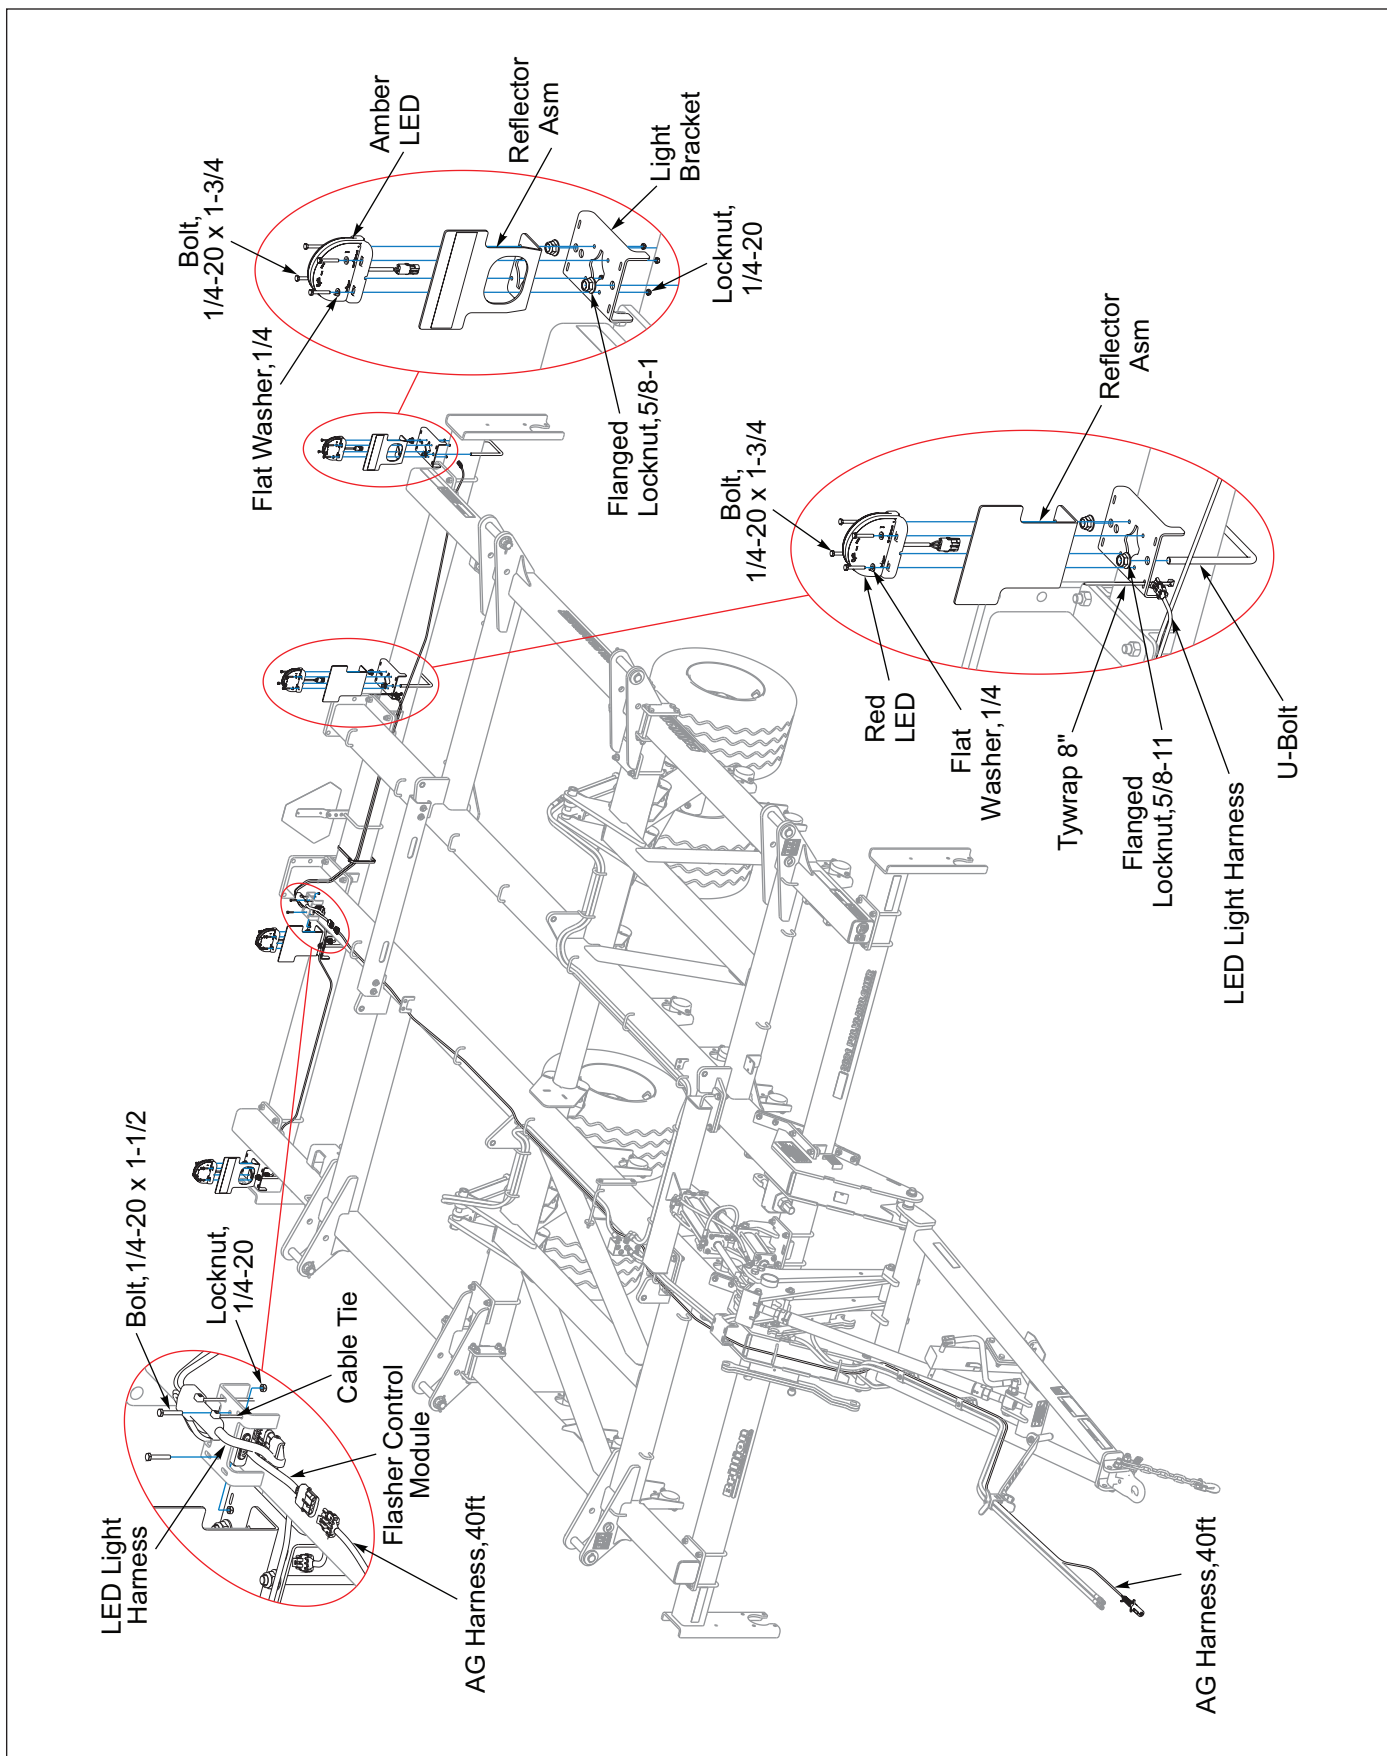 LED Light
Harness
Bolt,1/4-20 x 1-1/2
Locknut,
1/4-20
Cable Tie
Flasher Control
Module
AG Harness,40ft
Flat Washer,1/4
Bolt,
1/4-20 x 1-3/4
Amber
LED
Reflector
Asm
Light
Bracket
Locknut,
1/4-20
Flanged
Locknut,5/8-1
Bolt,
1/4-20 x 1-3/4
Reflector
Asm
Red
LED
Flat
Washer,1/4
Tywrap 8"
Flanged
Locknut,5/8-11
LED Light Harness
U-Bolt
AG Harness,40ft
Brillion